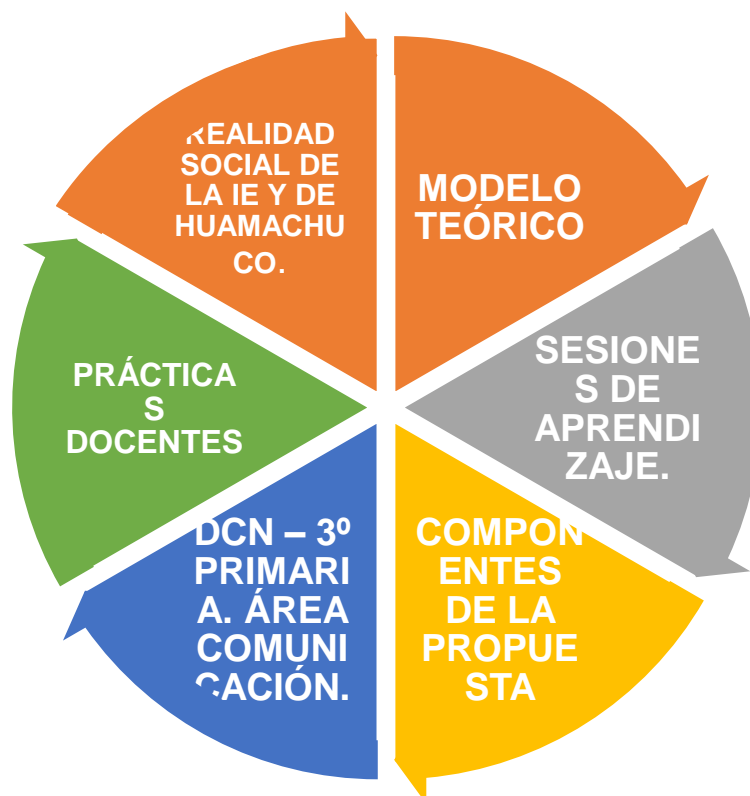 REALIDAD
SOCIAL DE
LA IE Y DE
HUAMACHU
CO.
MODELO
TEÓRICO
SESIONE
S DE
APRENDI
ZAJE.
COMPON
ENTES
DE LA
PROPUE
STA
DCN – 3º
PRIMARI
A. ÁREA
COMUNI
CACIÓN.
PRÁCTICA
S
DOCENTES